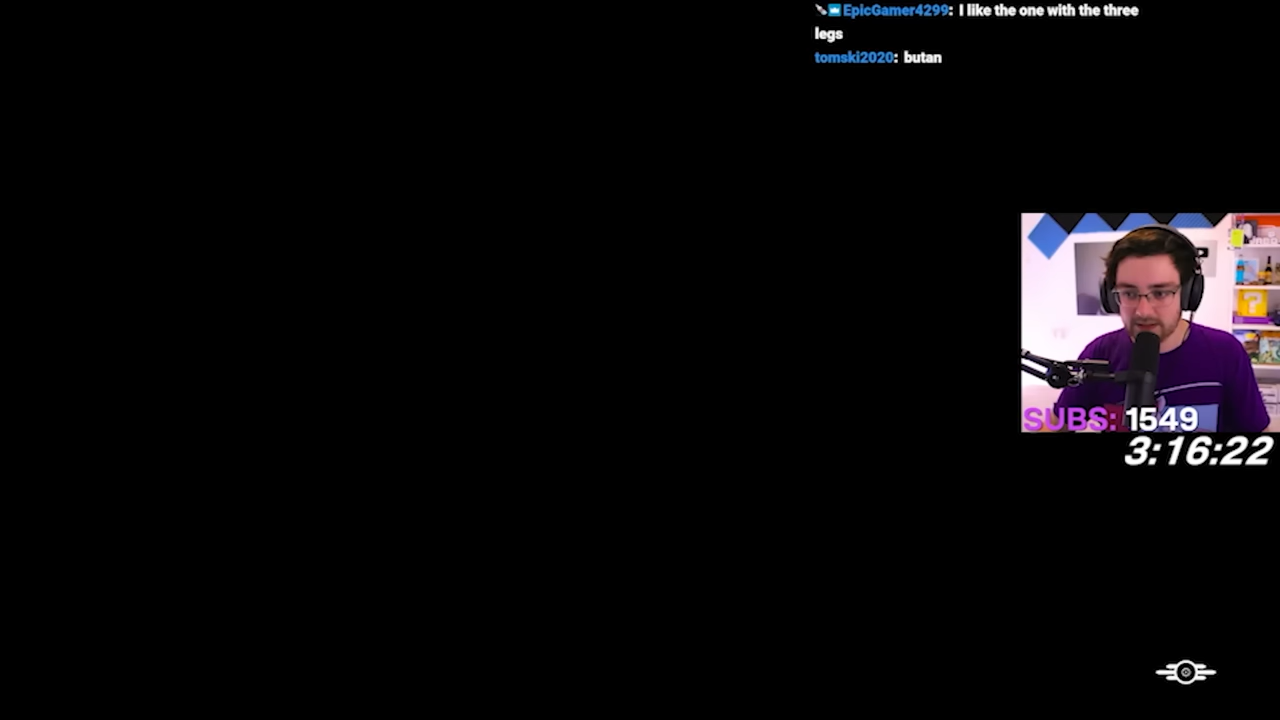 EpicGamer4299: I like the one with the three
legs
tomski2020: butan
SUBS: 1549
3:16:22